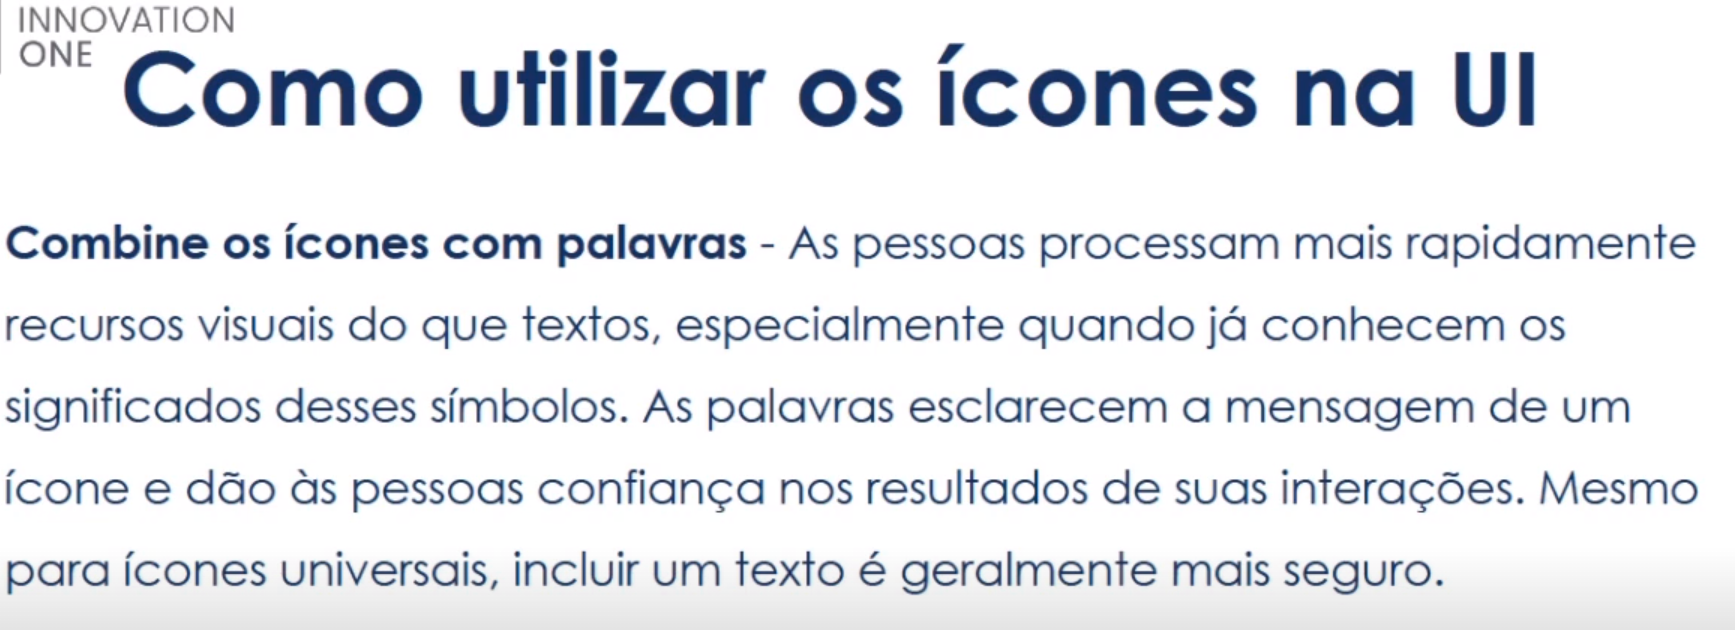 INNOVATION
ONE
Como utilizar os ícones na UI
Combine os ícones com palavras - As pessoas processam mais rapidamente
recursos visuais do que textos, especialmente quando já conhecem os
significados desses símbolos. As palavras esclarecem a mensagem de um
ícone e dão às pessoas confiança nos resultados de suas interações. Mesmo
para ícones universais, incluir um texto é geralmente mais seguro.